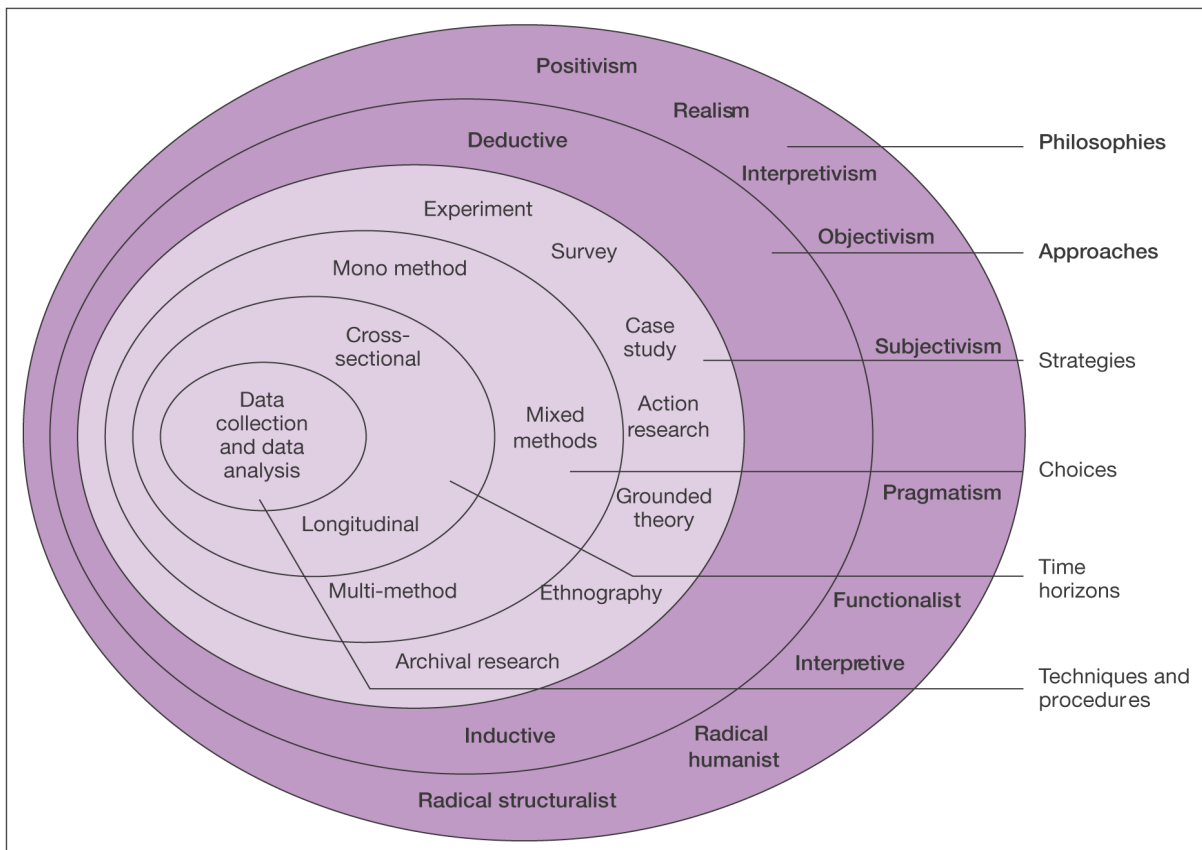 Positivism
Realism
Deductive
Philosophies
Interpretivism
Experiment
Objectivism
Survey
Approaches
Mono method
Cross-
sectional
Case
study
Subjectivism
Strategies
Data
collection
and data
analysis
Mixed
methods
Action
research
Choices
Pragmatism
Grounded
theory
Longitudinal
Time
horizons
Multi-method
Ethnography
Functionalist
Archival research
Interpretive
Techniques and
procedures
Inductive
Radical
humanist
Radical structuralist